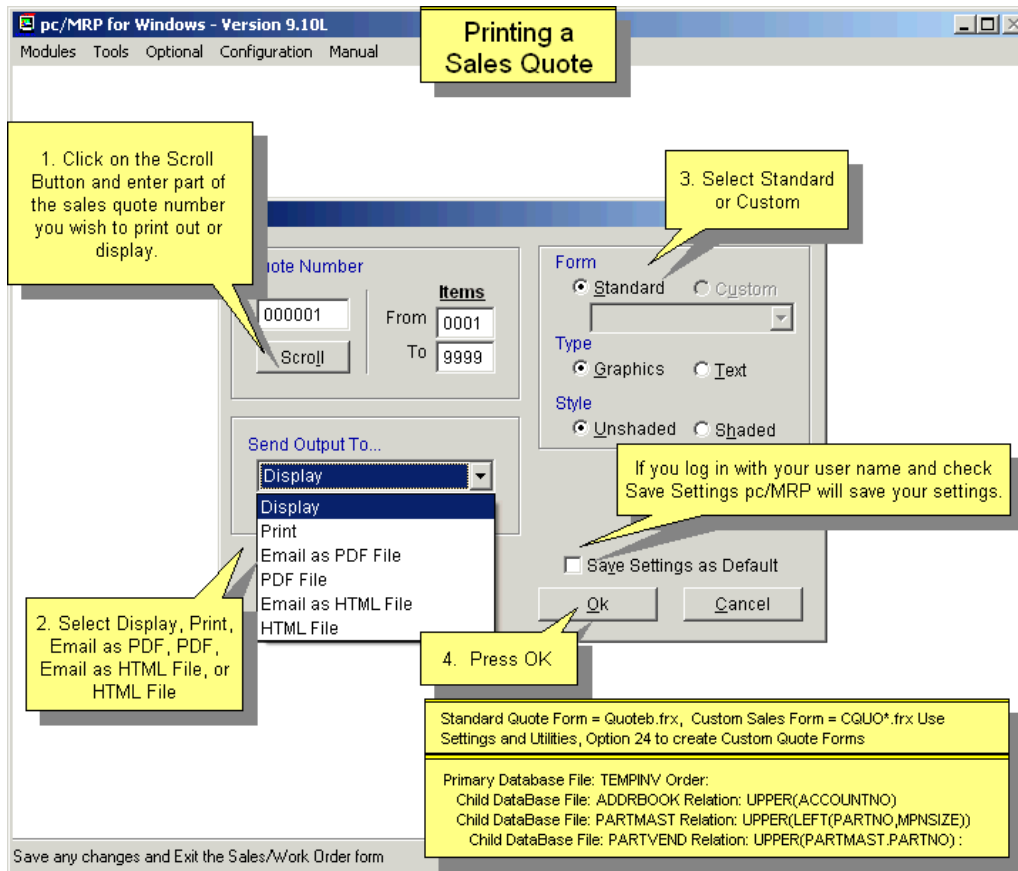 pc/MRP for Windows - Version 9.10L
Modules Tools Optional Configuration Manual
Printing a
Sales Quote
1. Click on the Scroll
Button and enter part of
the sales quote number
you wish to print out or
display.
3. Select Standard
or Custom
uote Number
000001
Scroll
Items
From 0001
To 9999
Form
Standard Custom
Type
Graphics Text
Style
Unshaded Shaded
Send Output To...
Display
Display
Print
Email as PDF File
PDF File
Email as HTML File
HTML File
If you log in with your user name and check
Save Settings pc/MRP will save your settings.
Save Settings as Default
Ok Cancel
2. Select Display, Print,
Email as PDF, PDF,
Email as HTML File, or
HTML File
4. Press OK
Standard Quote Form = Quoteb.frx, Custom Sales Form = CQUO*.frx Use
Settings and Utilities, Option 24 to create Custom Quote Forms
Primary Database File: TEMPINV Order:
Child DataBase File: ADDRBOOK Relation: UPPER(ACCOUNTNO)
Child DataBase File: PARTMAST Relation: UPPER(LEFT(PARTNO,MPNSIZE))
Child DataBase File: PARTVEND Relation: UPPER(PARTMAST.PARTNO) :
Save any changes and Exit the Sales/Work Order form